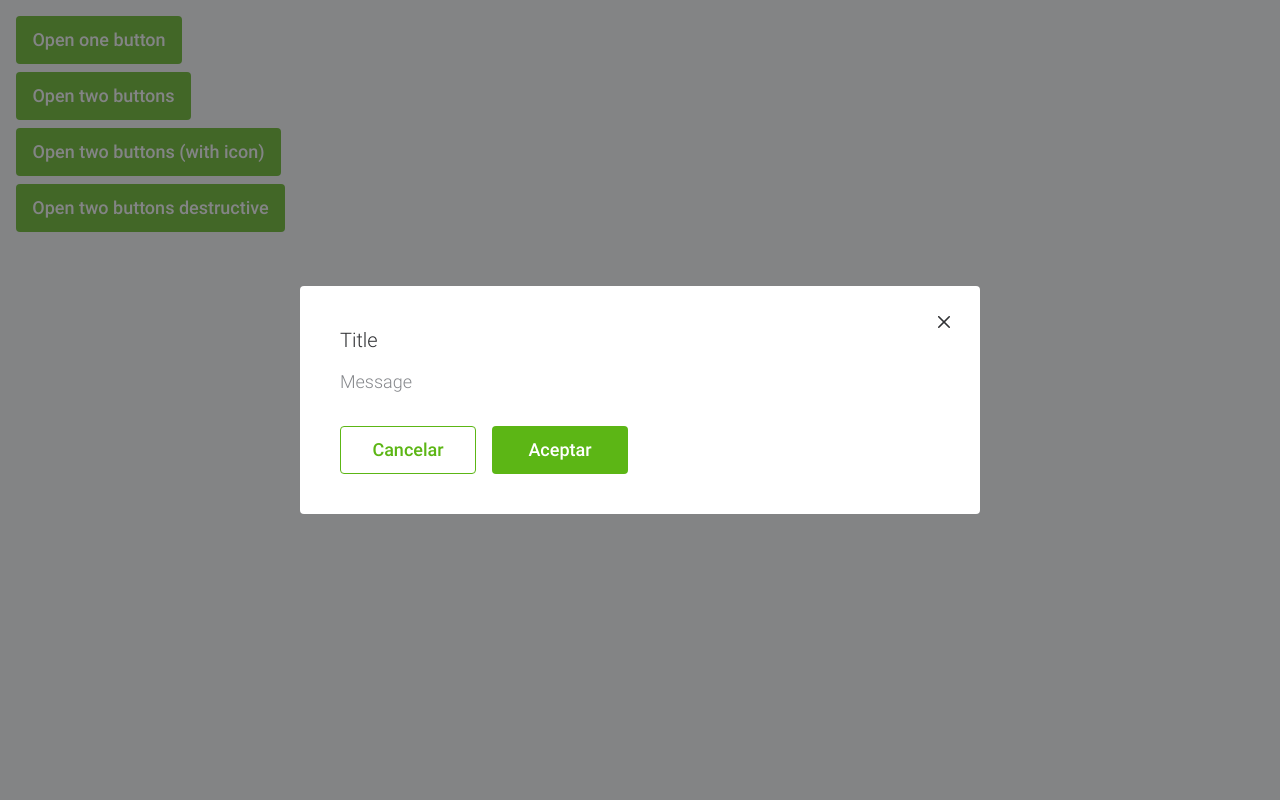 Open one button
Open two buttons
Open two buttons (with icon)
Open two buttons destructive
Title
Message
Cancelar
Aceptar